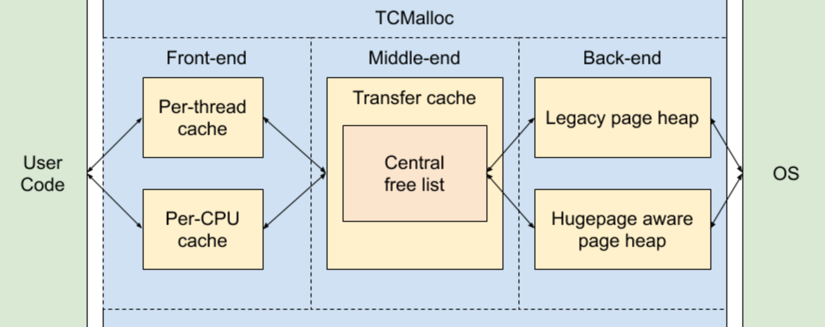 TCMalloc
Front-end
Middle-end
Back-end
Per-thread
cache
Transfer cache
Legacy page heap
User
Code
Central
free list
OS
Per-CPU
cache
Hugepage aware
page heap